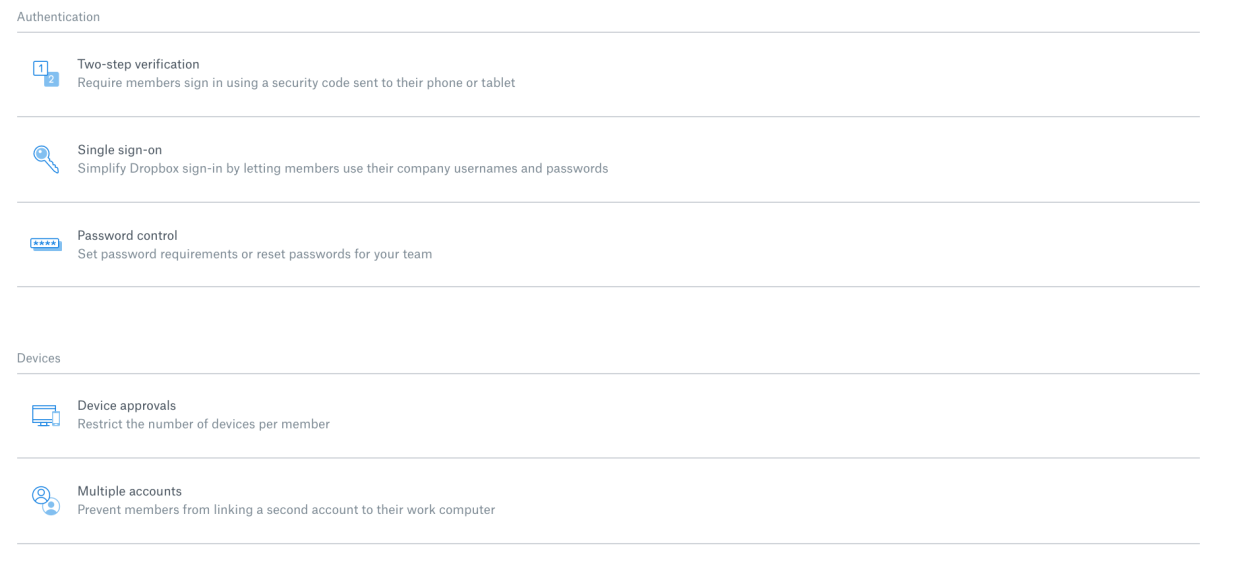 Authentication
1
2
Two-step verification
Require members sign in using a security code sent to their phone or tablet
Single sign-on
Simplify Dropbox sign-in by letting members use their company usernames and passwords
****
Password control
Set password requirements or reset passwords for your team
Devices
Device approvals
Restrict the number of devices per member
Multiple accounts
Prevent members from linking a second account to their work computer